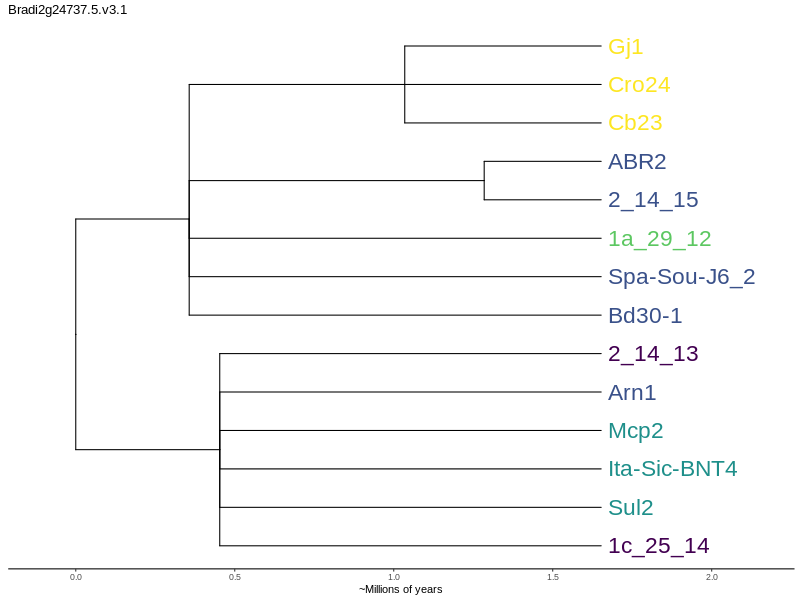 Bradi2g24737.5.v3.1
Gj1
Cro24
Cb23
ABR2
2_14_15
1a_29_12
Spa-Sou-J6_2
Bd30-1
2_14_13
Arn1
Mcp2
Ita-Sic-BNT4
Sul2
1c_25_14
0.0 0.5 1.0 1.5 2.0
~Millions of years